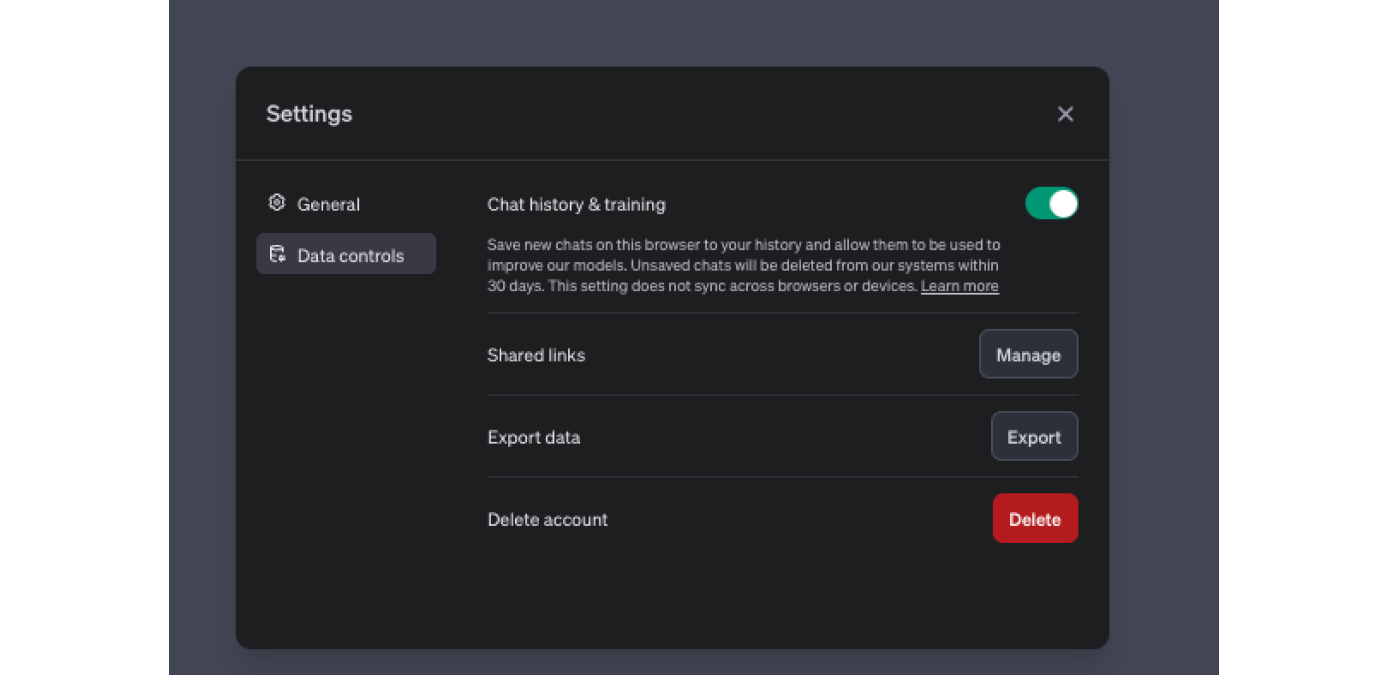 Settings
General
Data controls
Chat history & training
Save new chats on this browser to your history and allow them to be used to
improve our models. Unsaved chats will be deleted from our systems within
30 days. This setting does not sync across browsers or devices. Learn more
Shared links
Manage
Export data
Export
Delete account
Delete